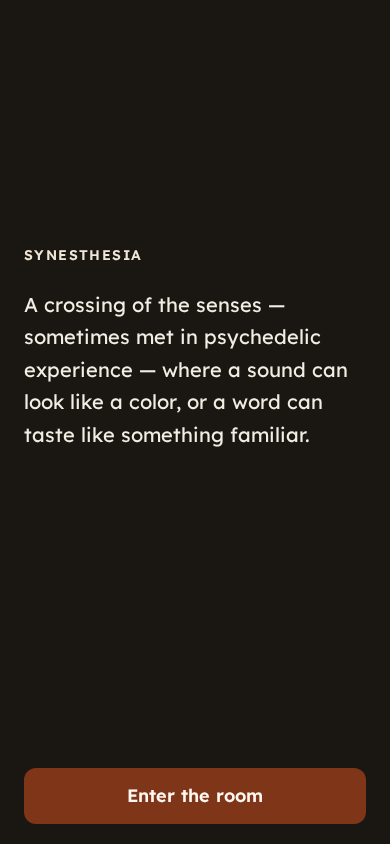 SYNESTHESIA
A crossing of the senses —
sometimes met in psychedelic
experience — where a sound can
look like a color, or a word can
taste like something familiar.
Enter the room